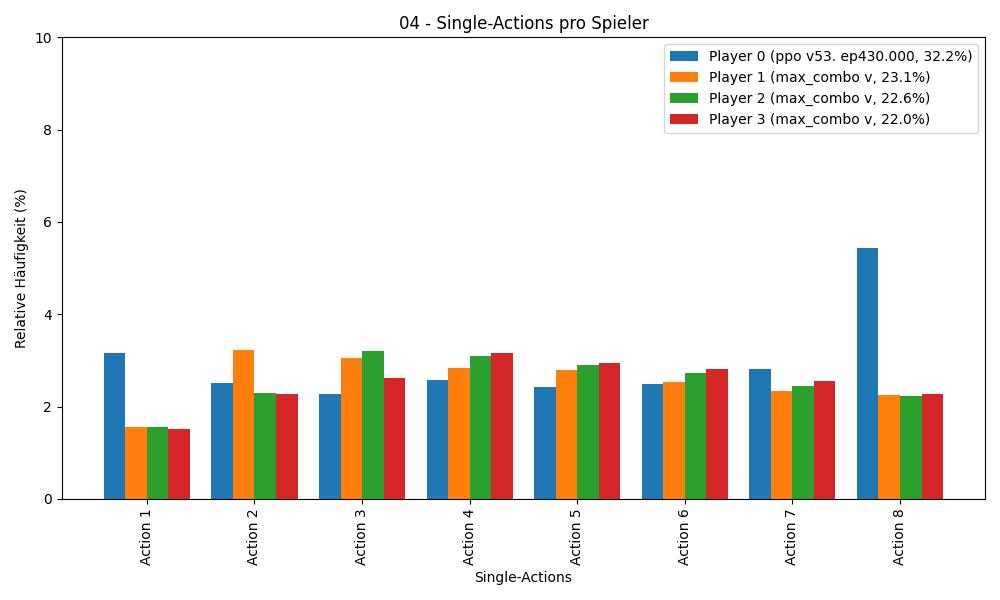 04 - Single-Actions pro Spieler
Player 0 (ppo v53. ep430.000, 32.2%)
Player 1 (max_combo v, 23.1%)
Player 2 (max_combo v, 22.6%)
Player 3 (max_combo v, 22.0%)
Relative Häufigkeit (%)
10
8
6
4
2
0
Action 1
Action 2
Action 3
Action 4
Action 5
Action 6
Action 7
Action 8
Single-Actions